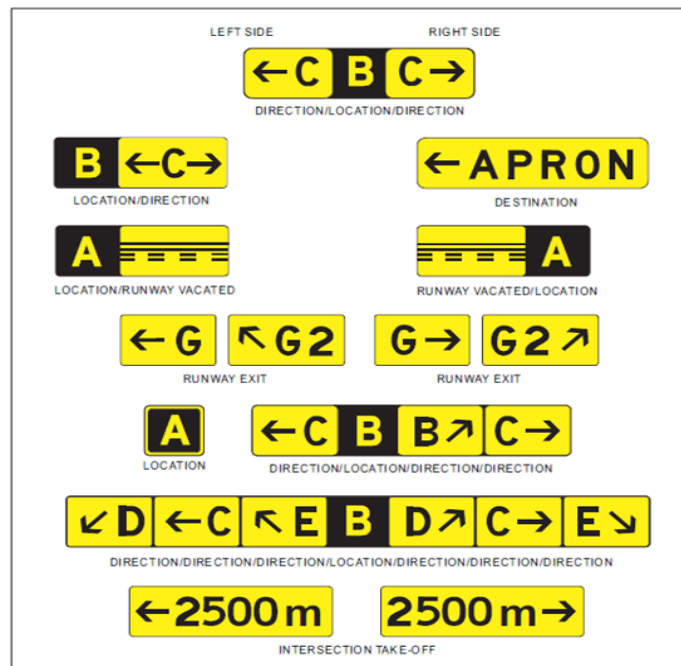 LEFT SIDE RIGHT SIDE
←C B C→
DIRECTION/LOCATION/DIRECTION
B ←C→ ←APRON
LOCATION/DIRECTION DESTINATION
A A
LOCATION/RUNWAY VACATED RUNWAY VACATED/LOCATION
←G ↖G2 G→ G2↗
RUNWAY EXIT RUNWAY EXIT
A ←C B B↗ C→
LOCATION DIRECTION/LOCATION/DIRECTION/DIRECTION
↙D ←C ↖E B D↗ C→ E↘
DIRECTION/DIRECTION/DIRECTION/LOCATION/DIRECTION/DIRECTION/DIRECTION
←2500 m 2500 m→
INTERSECTION TAKE-OFF